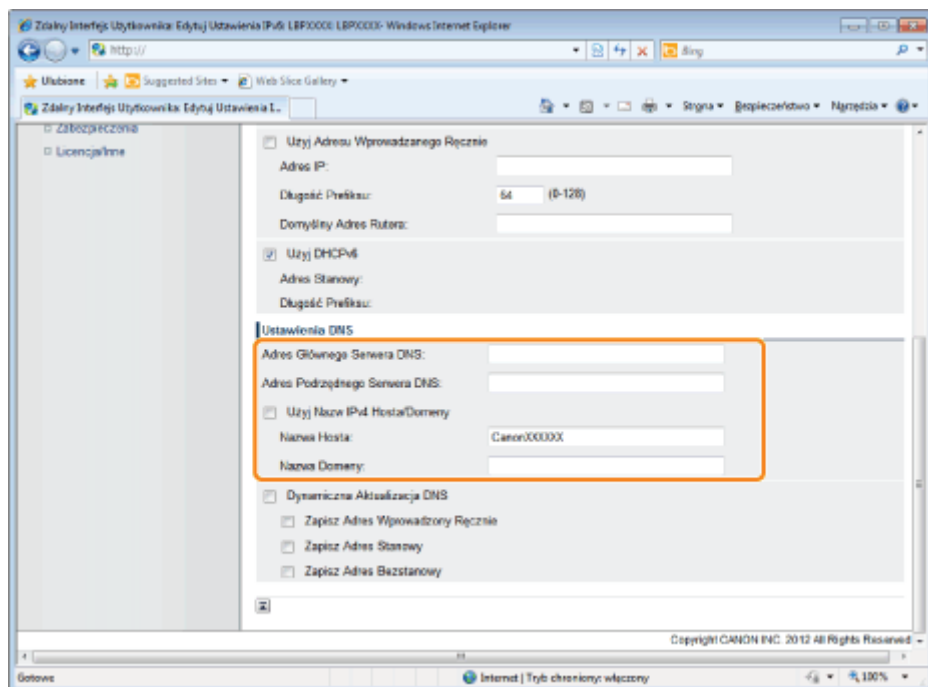 Zdalny Interfejs Użytkownika: Edytuj Ustawienia IPv6: LBPXXXX: LBPXXXX- Windows Internet Explorer
http://
Bing
Ulubione Suggested Sites Web Slice Gallery
Zdalny Interfejs Użytkownika: Edytuj Ustawienia I... Strona Bezpieczeństwo Narzędzia
Zabezpieczenia
Licencja/Inne
Użyj Adresu Wprowadzanego Ręcznie
Adres IP:
Długość Prefiksu: 64 (0-128)
Domyślny Adres Rutera:
Użyj DHCPv6
Adres Stanowy:
Długość Prefiksu:
Ustawienia DNS
Adres Głównego Serwera DNS:
Adres Podrzędnego Serwera DNS:
Użyj Nazw IPv4 Hosta/Domeny
Nazwa Hosta: CanonXXXXXX
Nazwa Domeny:
Dynamiczna Aktualizacja DNS
Zapisz Adres Wprowadzony Ręcznie
Zapisz Adres Stanowy
Zapisz Adres Bezstanowy
Copyright CANON INC. 2012 All Rights Reserved
Gotowe Internet | Tryb chroniony: włączony 100%